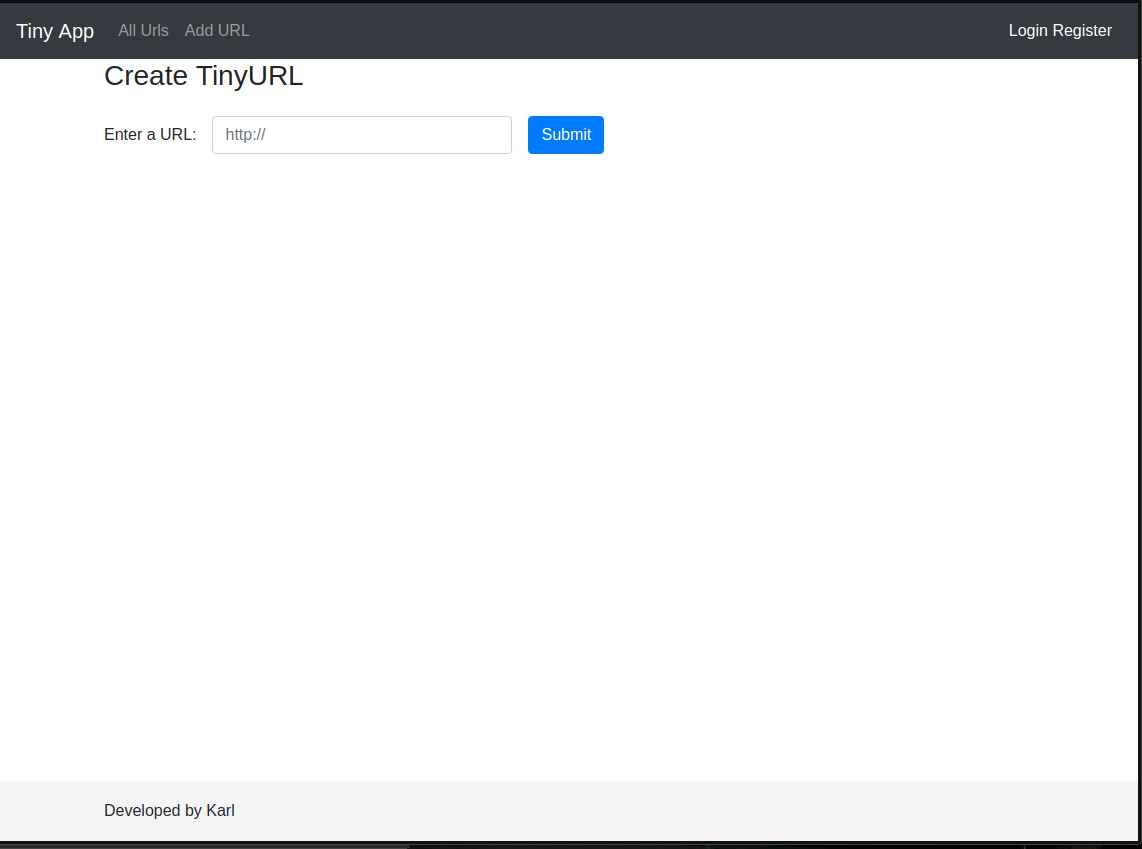 Tiny App All Urls Add URL Login Register
Create TinyURL
Enter a URL: http:// Submit
Developed by Karl